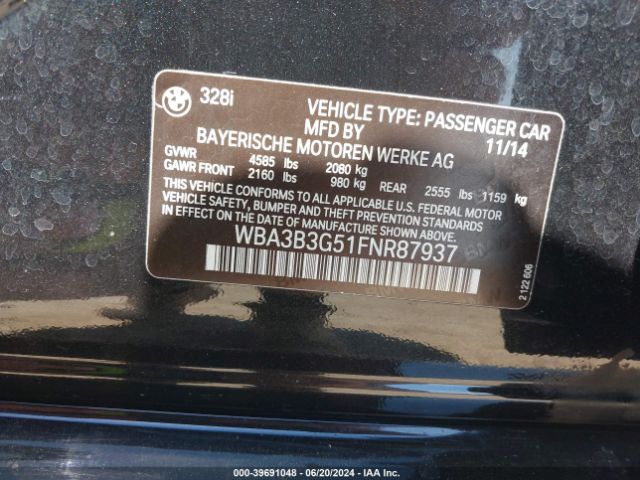 328i
VEHICLE TYPE: PASSENGER CAR
MFD BY 11/14
BAYERISCHE MOTOREN WERKE AG
GVWR 4585 lbs 2080 kg
GAWR FRONT 2160 lbs 980 kg REAR 2555 lbs 1159 kg
THIS VEHICLE CONFORMS TO ALL APPLICABLE U.S. FEDERAL MOTOR
VEHICLE SAFETY, BUMPER AND THEFT PREVENTION STANDARDS
IN EFFECT ON THE DATE OF MANUFACTURE SHOWN ABOVE.
WBA3B3G51FNR87937
2 122 606
000-39691048 - 06/20/2024 - IAA Inc.